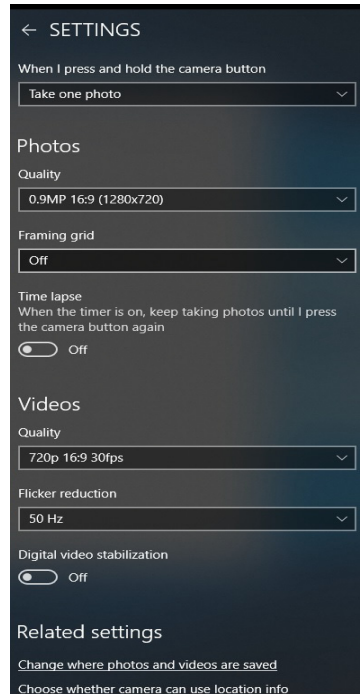 ← SETTINGS
When I press and hold the camera button
Take one photo
Photos
Quality
0.9MP 16:9 (1280x720)
Framing grid
Off
Time lapse
When the timer is on, keep taking photos until I press
the camera button again
Off
Videos
Quality
720p 16:9 30fps
Flicker reduction
50 Hz
Digital video stabilization
Off
Related settings
Change where photos and videos are saved
Choose whether camera can use location info